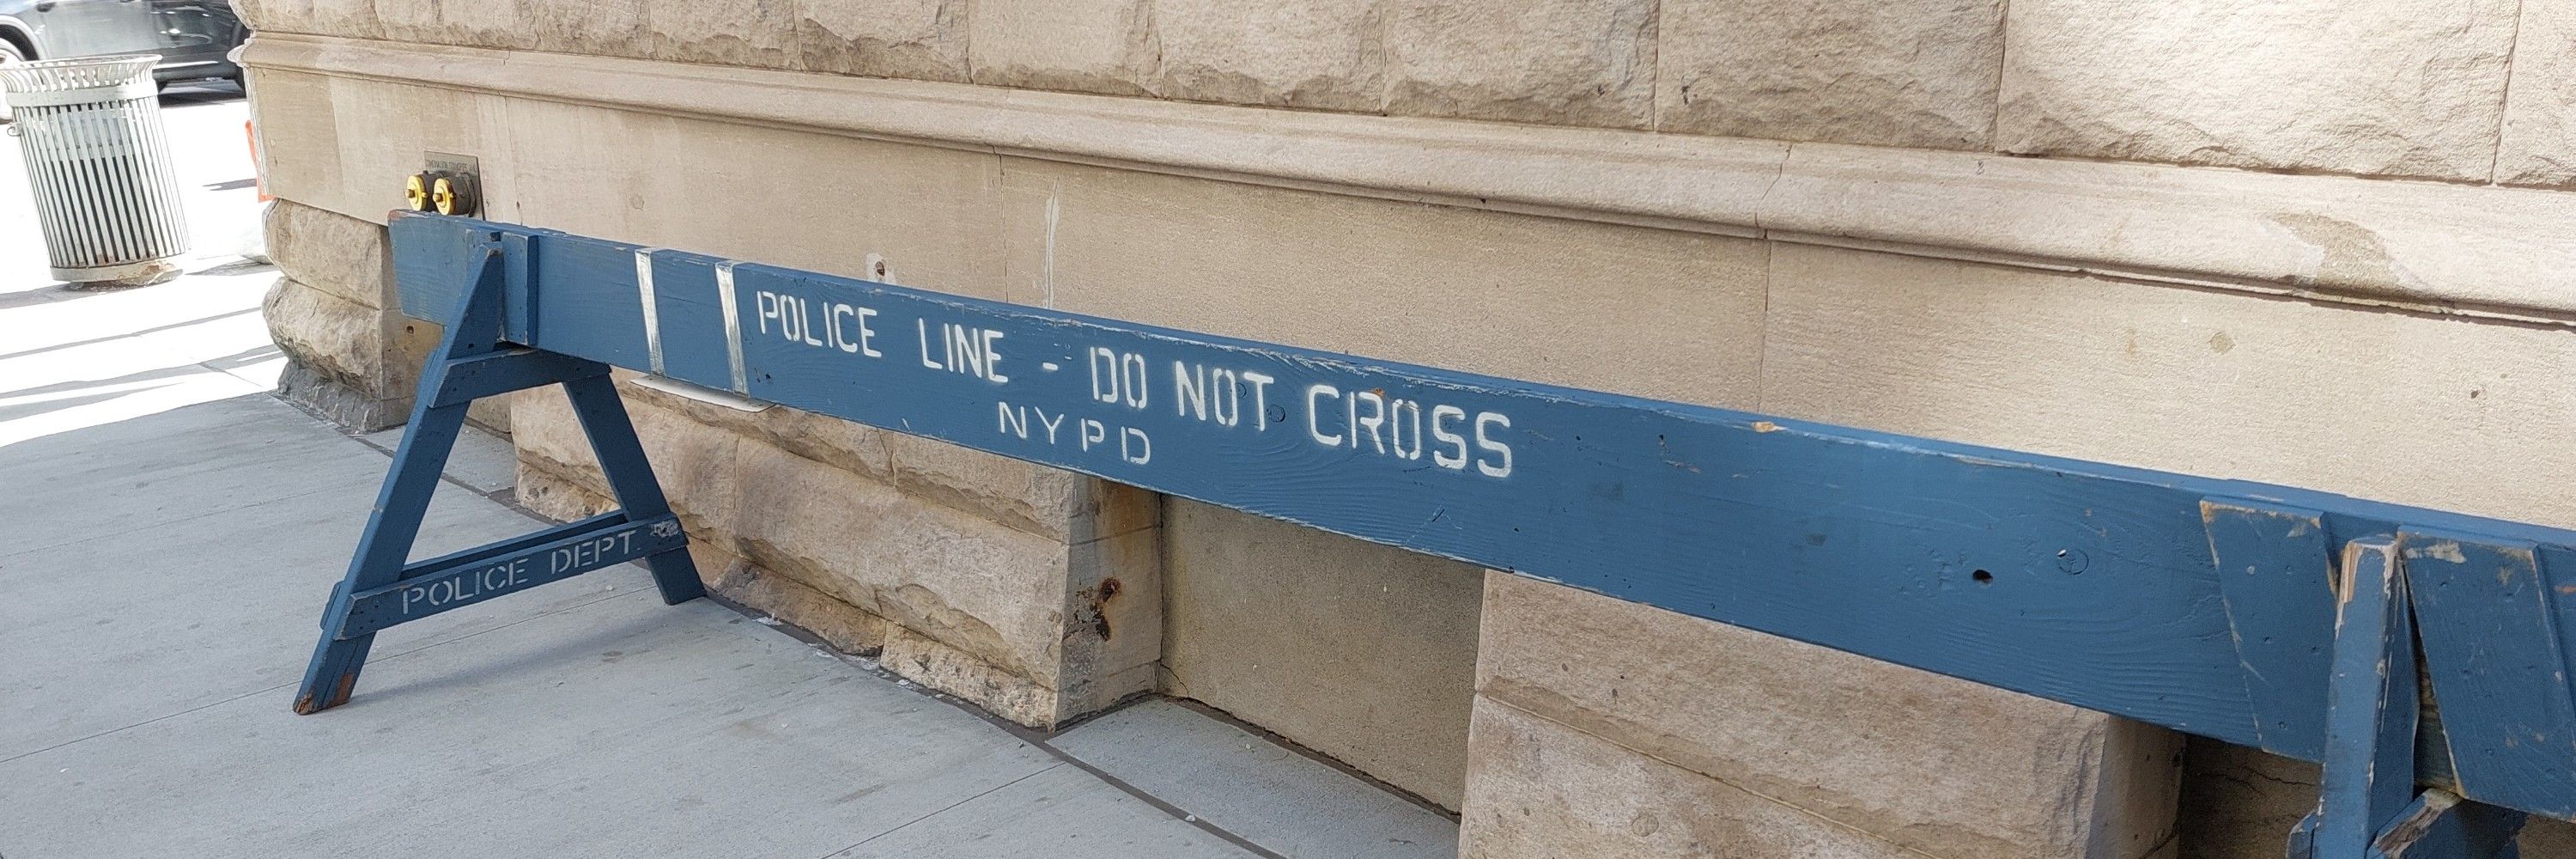 POLICE LINE - DO NOT CROSS
NYPD
POLICE DEPT.